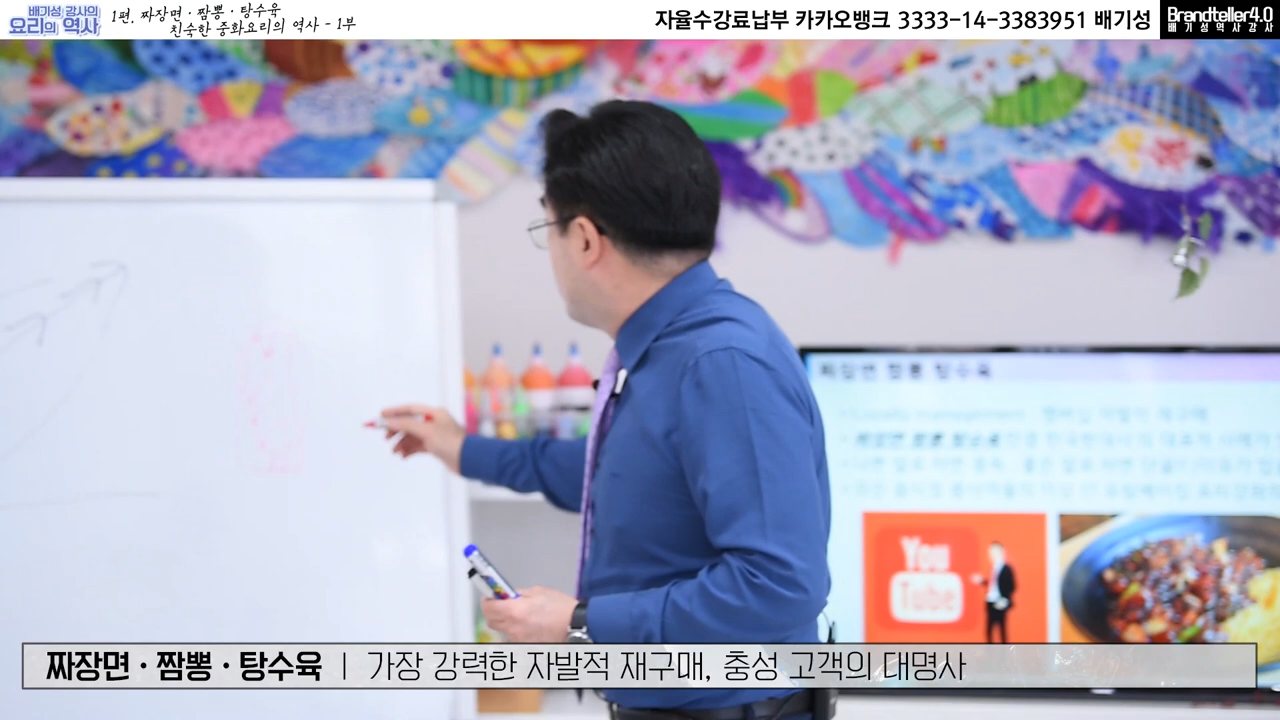 배기성 강사의
요리의 역사
1편. 짜장면·짬뽕·탕수육
친숙한 중화요리의 역사 - 1부
자율수강료납부 카카오뱅크 3333-14-3383951 배기성
Brandteller4.0
배기성역사강사
짜장면 짬뽕 탕수육
You
Tube
짜장면·짬뽕·탕수육 | 가장 강력한 자발적 재구매, 충성 고객의 대명사